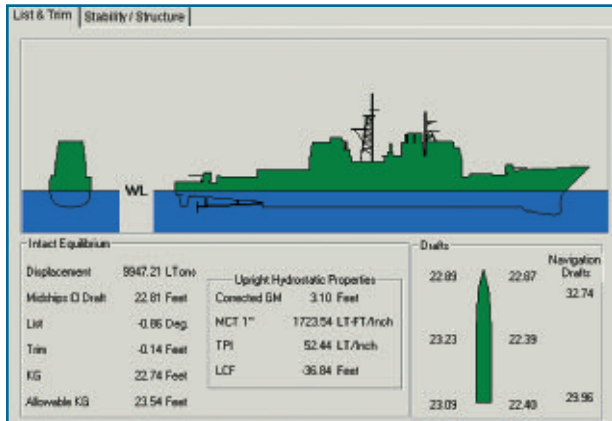 List & Trim
Stability / Structure
WL
Intact Equilibrium
Displacement 9947.21 LTons
Midships Cl Draft 22.81 Feet
List -0.86 Deg.
Trim -0.14 Feet
KG 22.74 Feet
Allowable KG 23.54 Feet
Upright Hydrostatic Properties
Corrected GM 3.10 Feet
MCT 1" 1723.54 LT-FT/Inch
TPI 52.44 LT/Inch
LCF -36.84 Feet
Drafts
Navigation
Drafts
22.89 22.87 32.74
23.23 22.39
23.09 22.40 29.96